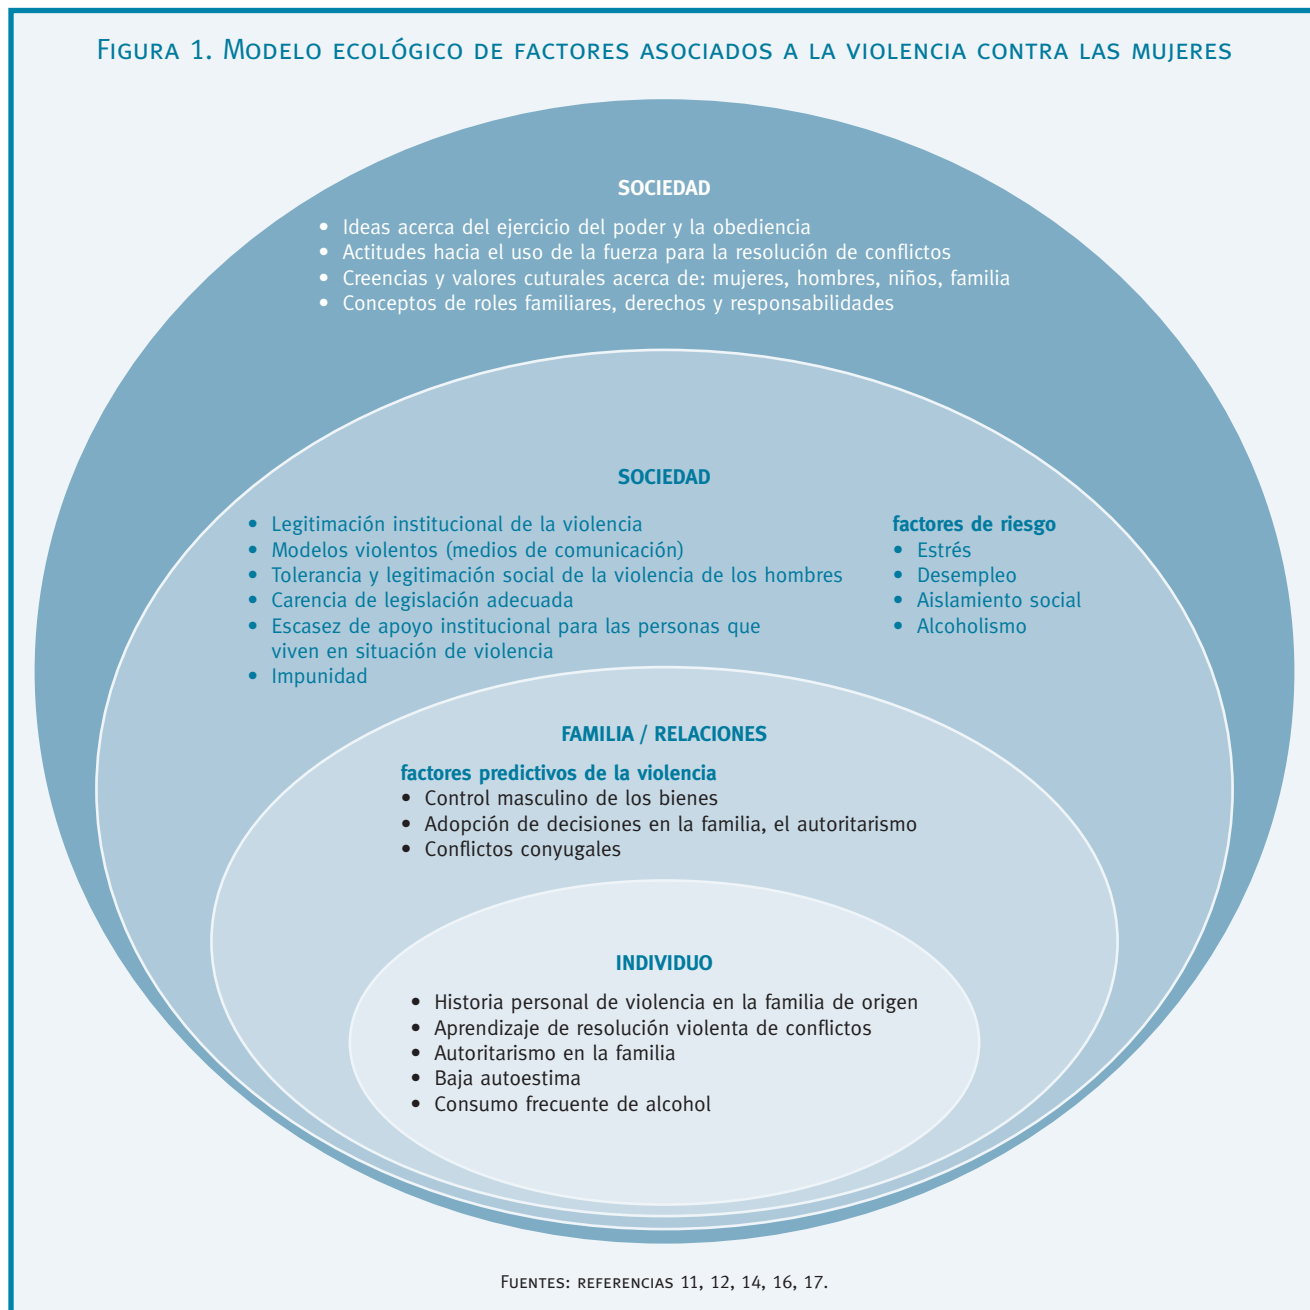 FIGURA 1. MODELO ECOLÓGICO DE FACTORES ASOCIADOS A LA VIOLENCIA CONTRA LAS MUJERES
SOCIEDAD
• Ideas acerca del ejercicio del poder y la obediencia
• Actitudes hacia el uso de la fuerza para la resolución de conflictos
• Creencias y valores cuturales acerca de: mujeres, hombres, niños, familia
• Conceptos de roles familiares, derechos y responsabilidades
SOCIEDAD
• Legitimación institucional de la violencia
• Modelos violentos (medios de comunicación)
• Tolerancia y legitimación social de la violencia de los hombres
• Carencia de legislación adecuada
• Escasez de apoyo institucional para las personas que
viven en situación de violencia
• Impunidad
factores de riesgo
• Estrés
• Desempleo
• Aislamiento social
• Alcoholismo
FAMILIA / RELACIONES
factores predictivos de la violencia
• Control masculino de los bienes
• Adopción de decisiones en la familia, el autoritarismo
• Conflictos conyugales
INDIVIDUO
• Historia personal de violencia en la familia de origen
• Aprendizaje de resolución violenta de conflictos
• Autoritarismo en la familia
• Baja autoestima
• Consumo frecuente de alcohol
FUENTES: REFERENCIAS 11, 12, 14, 16, 17.